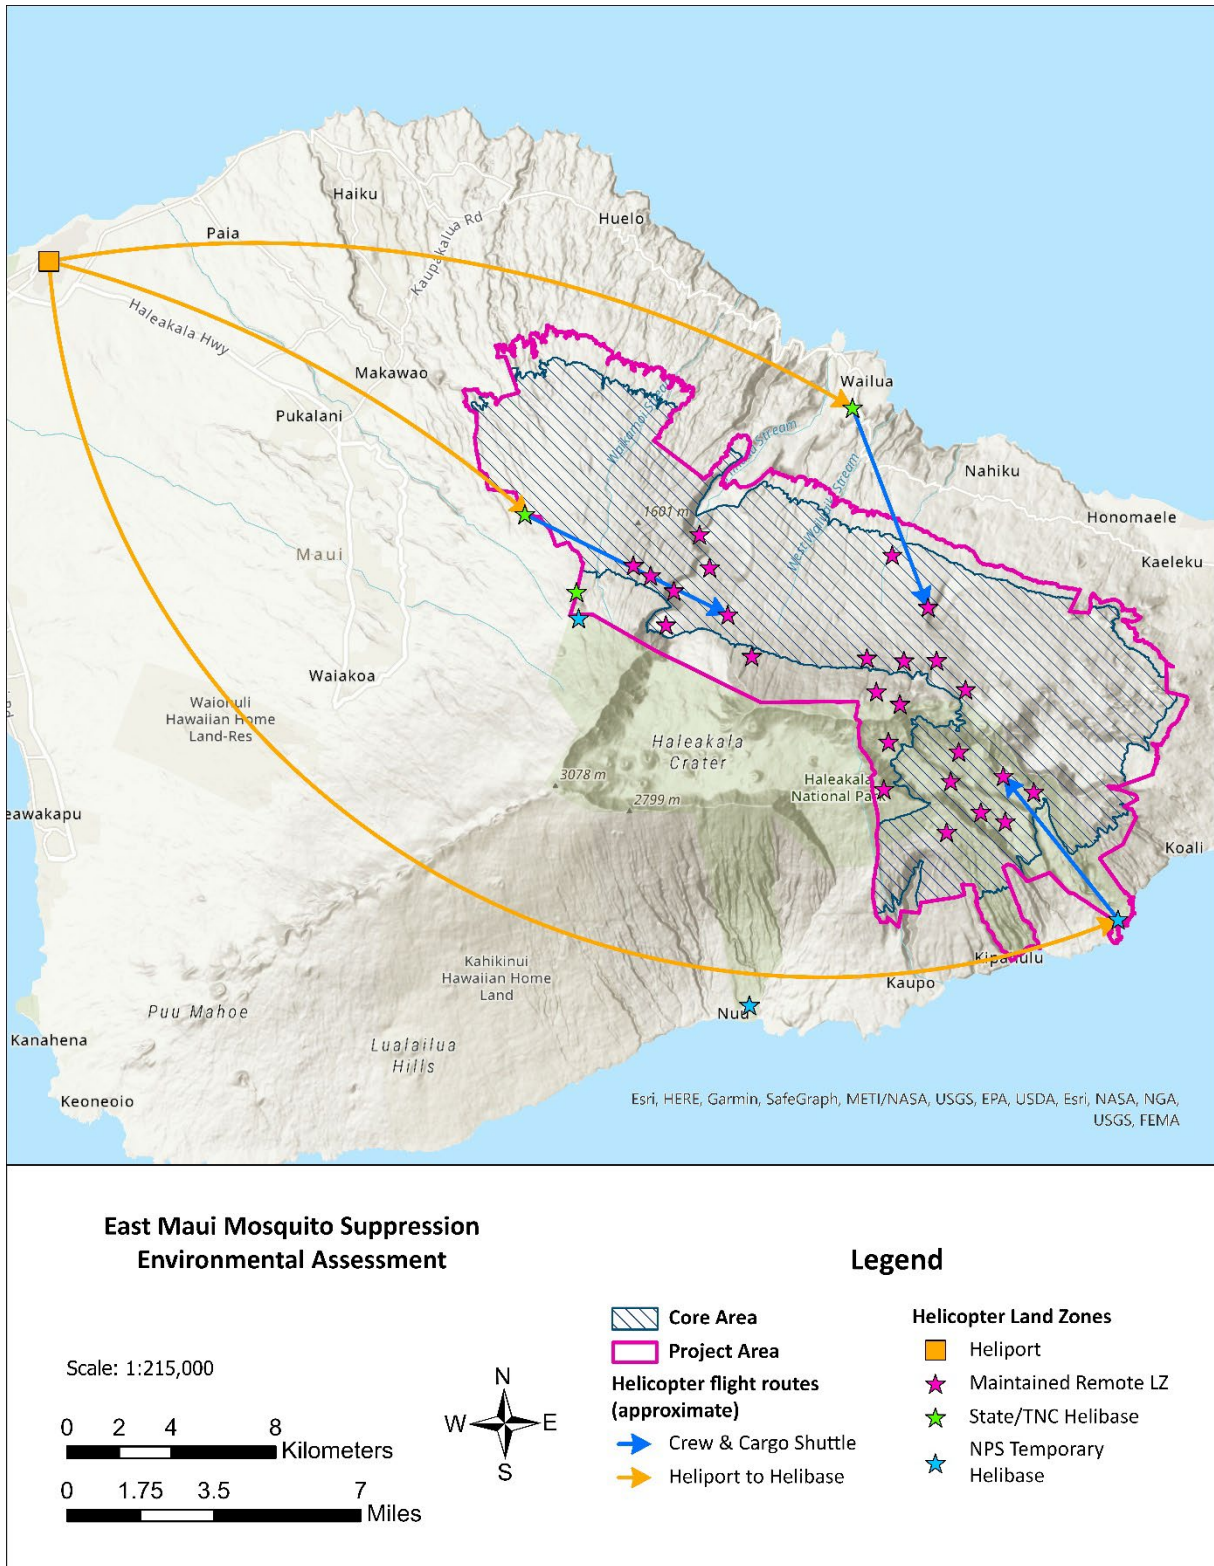 Haiku
Kaupakalua Rd
Huelo
Paia
Haleakala Hwy
Makawao
Wailua
Pukalani
Nahiku
1601 m
Honomaele
Maui
Kaeleku
Waiakoa
Haleakala
Crater
3078 m
2799 m
Haleakala
National Park
eawakapu
Koali
Kahikinui
Hawaiian Home
Land
Kipahulu
Kaupo
Puu Mahoe
Nuu
Kanahena
Lualailua
Hills
Keoneoio
Hawaiian Home
Land-Res
Stream
Stream
Esri, HERE, Garmin, SafeGraph, METI/NASA, USGS, EPA, USDA, Esri, NASA, NGA,
USGS, FEMA
East Maui Mosquito Suppression
Environmental Assessment
Scale: 1:215,000
0 2 4 8
Kilometers
0 1.75 3.5 7
Miles
N
W E
S
Legend
Core Area
Project Area
Helicopter flight routes
(approximate)
Crew & Cargo Shuttle
Heliport to Helibase
Helicopter Land Zones
Heliport
Maintained Remote LZ
State/TNC Helibase
NPS Temporary
Helibase